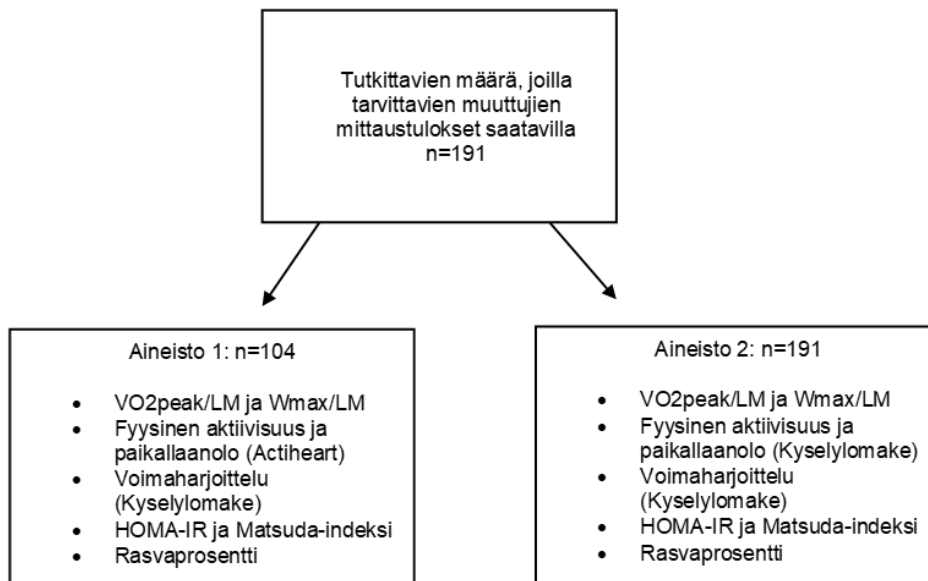 Tutkittavien määrä, joilla
tarvittavien muuttujien
mittaustulokset saatavilla
n=191
Aineisto 1: n=104
• VO2peak/LM ja Wmax/LM
• Fyysinen aktiivisuus ja
paikallaanolo (Actiheart)
• Voimaharjoittelu
(Kyselylomake)
• HOMA-IR ja Matsuda-indeksi
• Rasvaprosentti
Aineisto 2: n=191
• VO2peak/LM ja Wmax/LM
• Fyysinen aktiivisuus ja
paikallaanolo (Kyselylomake)
• Voimaharjoittelu
(Kyselylomake)
• HOMA-IR ja Matsuda-indeksi
• Rasvaprosentti